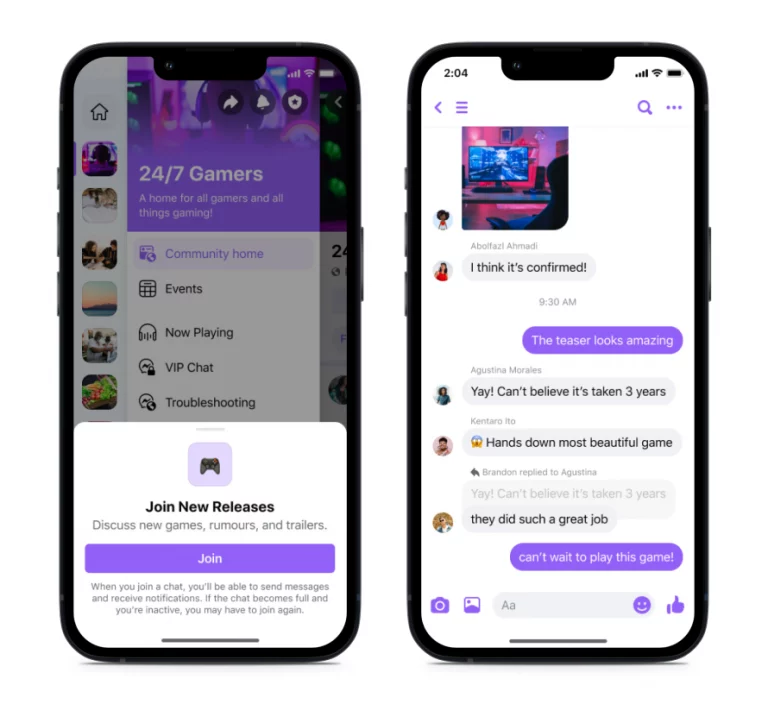 24/7 Gamers
A home for all gamers and all
things gaming!
Community home
Events
Now Playing
VIP Chat
Troubleshooting
24
Join New Releases
Discuss new games, rumours, and trailers.
Join
When you join a chat, you'll be able to send messages
and receive notifications. If the chat becomes full and
you're inactive, you may have to join again.
2:04
Abolfazl Ahmadi
I think it's confirmed!
9:30 AM
The teaser looks amazing
Agustina Morales
Yay! Can't believe it's taken 3 years
Kentaro Ito
😱 Hands down most beautiful game
Brandon replied to Agustina
Yay! Can't believe it's taken 3 years
they did such a great job
can't wait to play this game!
Aa